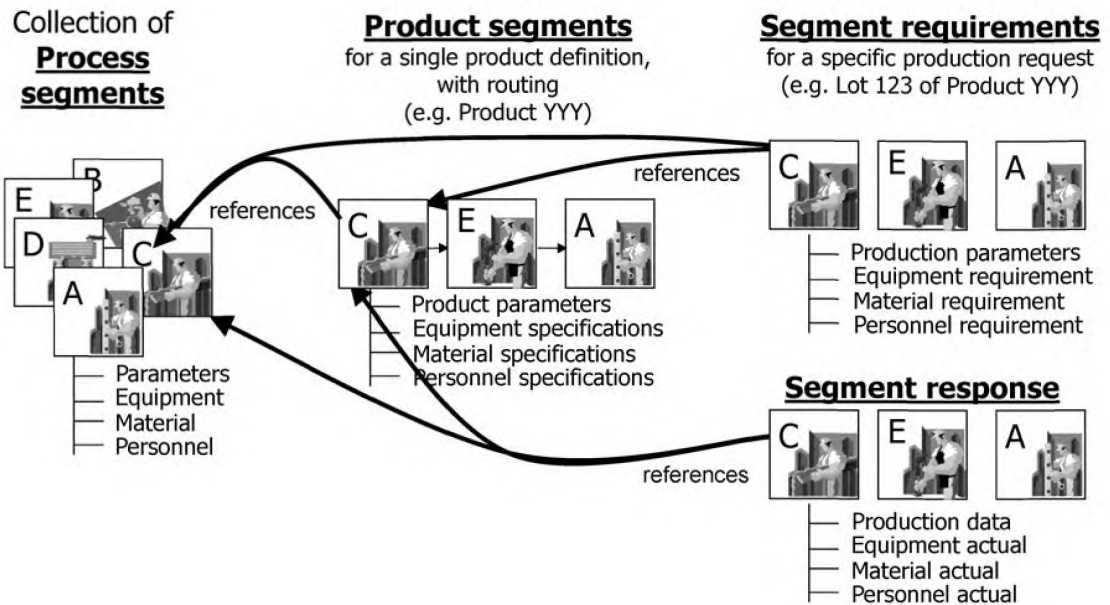 Collection of
Process
segments
Product segments
for a single product definition,
with routing
(e.g. Product YYY)
Segment requirements
for a specific production request
(e.g. Lot 123 of Product YYY)
B
E
D
C
A
references
Parameters
Equipment
Material
Personnel
C
E
A
Product parameters
Equipment specifications
Material specifications
Personnel specifications
references
C
E
A
Production parameters
Equipment requirement
Material requirement
Personnel requirement
Segment response
C
E
A
references
Production data
Equipment actual
Material actual
Personnel actual